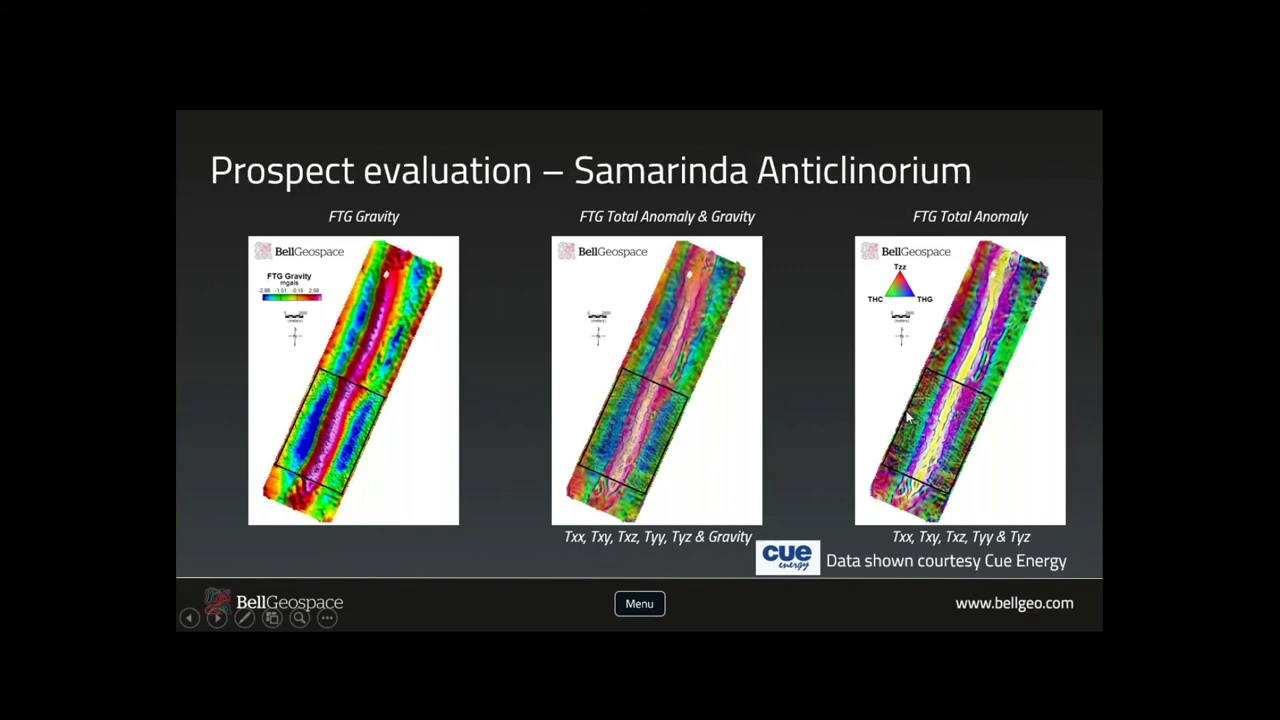 Prospect evaluation – Samarinda Anticlinorium
FTG Gravity
FTG Total Anomaly & Gravity
FTG Total Anomaly
BellGeospace
FTG Gravity
mgals
BellGeospace
BellGeospace
Tzz
THC
THG
Txx, Txy, Txz, Tyy, Tyz & Gravity
Txx, Txy, Txz, Tyy & Tyz
cue
energy
Data shown courtesy Cue Energy
BellGeospace
Menu
www.bellgeo.com